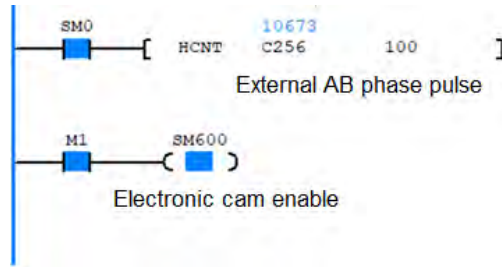 SM0 10673
[ HCNT C256 100 ]
External AB phase pulse
M1 SM600
Electronic cam enable